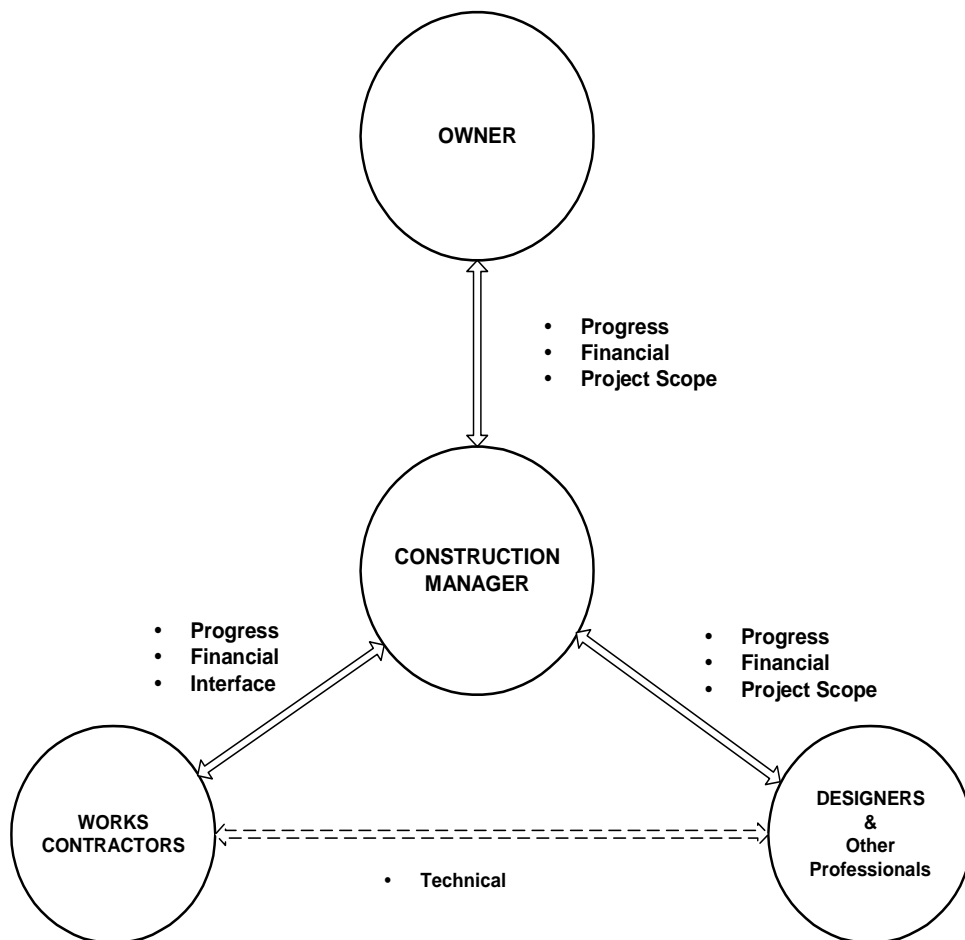 OWNER
• Progress
• Financial
• Project Scope
CONSTRUCTION
MANAGER
• Progress
• Financial
• Interface
• Progress
• Financial
• Project Scope
WORKS
CONTRACTORS
DESIGNERS
&
Other
Professionals
• Technical